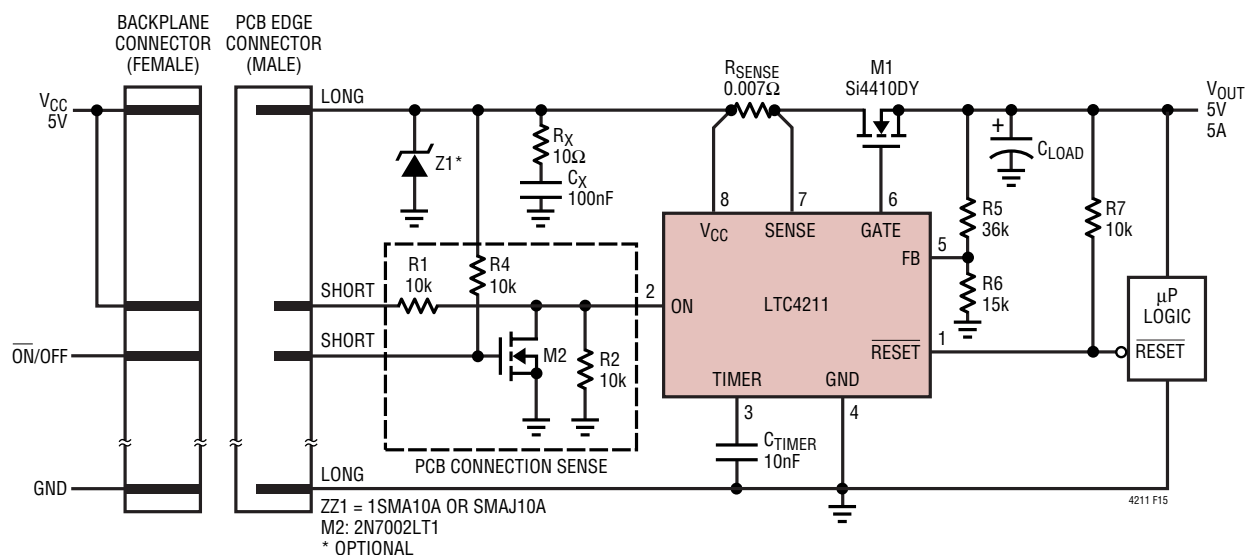 BACKPLANE
CONNECTOR
(FEMALE)
PCB EDGE
CONNECTOR
(MALE)
LONG
VCC
5V
Z1*
RX
10Ω
CX
100nF
RSENSE
0.007Ω
M1
Si4410DY
VOUT
5V
5A
+
CLOAD
8
7
6
VCC
SENSE
GATE
R5
36k
R7
10k
5
FB
R1
10k
R4
10k
SHORT
2
ON
LTC4211
R6
15k
µP
LOGIC
RESET
SHORT
ON/OFF
M2
R2
10k
RESET
1
TIMER
GND
3
4
CTIMER
10nF
PCB CONNECTION SENSE
GND
LONG
ZZ1 = 1SMA10A OR SMAJ10A
M2: 2N7002LT1
* OPTIONAL
4211 F15